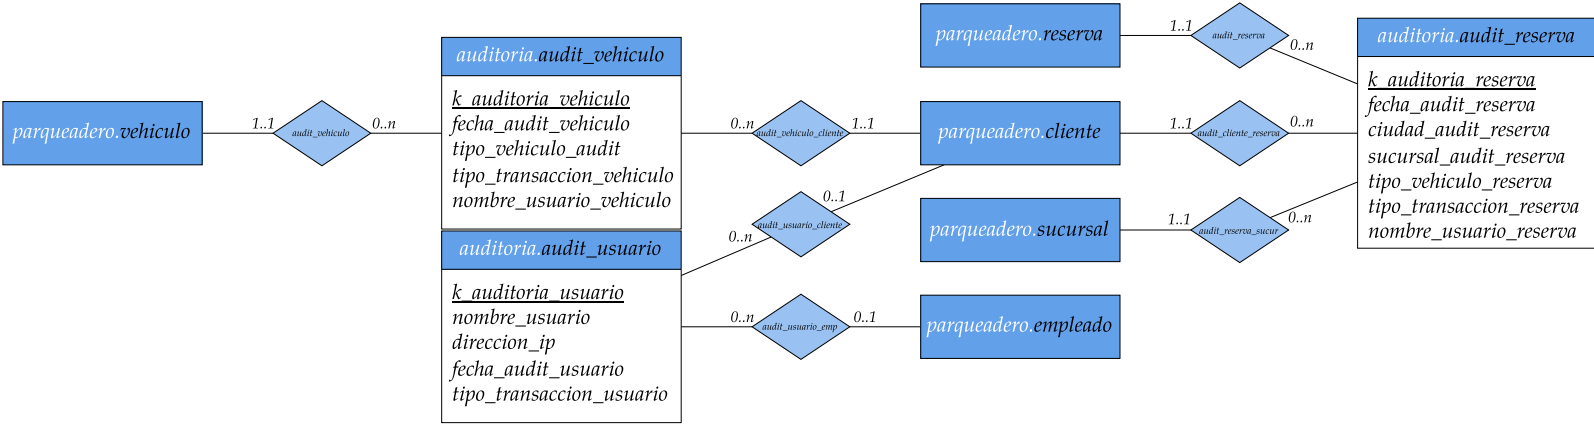 parqueadero.vehiculo
1..1
audit_vehiculo
0..n
auditoria.audit_vehiculo
k_auditoria_vehiculo
fecha_audit_vehiculo
tipo_vehiculo_audit
tipo_transaccion_vehiculo
nombre_usuario_vehiculo
auditoria.audit_usuario
k_auditoria_usuario
nombre_usuario
direccion_ip
fecha_audit_usuario
tipo_transaccion_usuario
0..n
audit_vehiculo_cliente
1..1
0..1
audit_usuario_cliente
0..n
0..n
audit_usuario_emp
0..1
parqueadero.reserva
parqueadero.cliente
parqueadero.sucursal
parqueadero.empleado
1..1
audit_reserva
0..n
1..1
audit_cliente_reserva
0..n
1..1
audit_reserva_sucur
0..n
auditoria.audit_reserva
k_auditoria_reserva
fecha_audit_reserva
ciudad_audit_reserva
sucursal_audit_reserva
tipo_vehiculo_reserva
tipo_transaccion_reserva
nombre_usuario_reserva